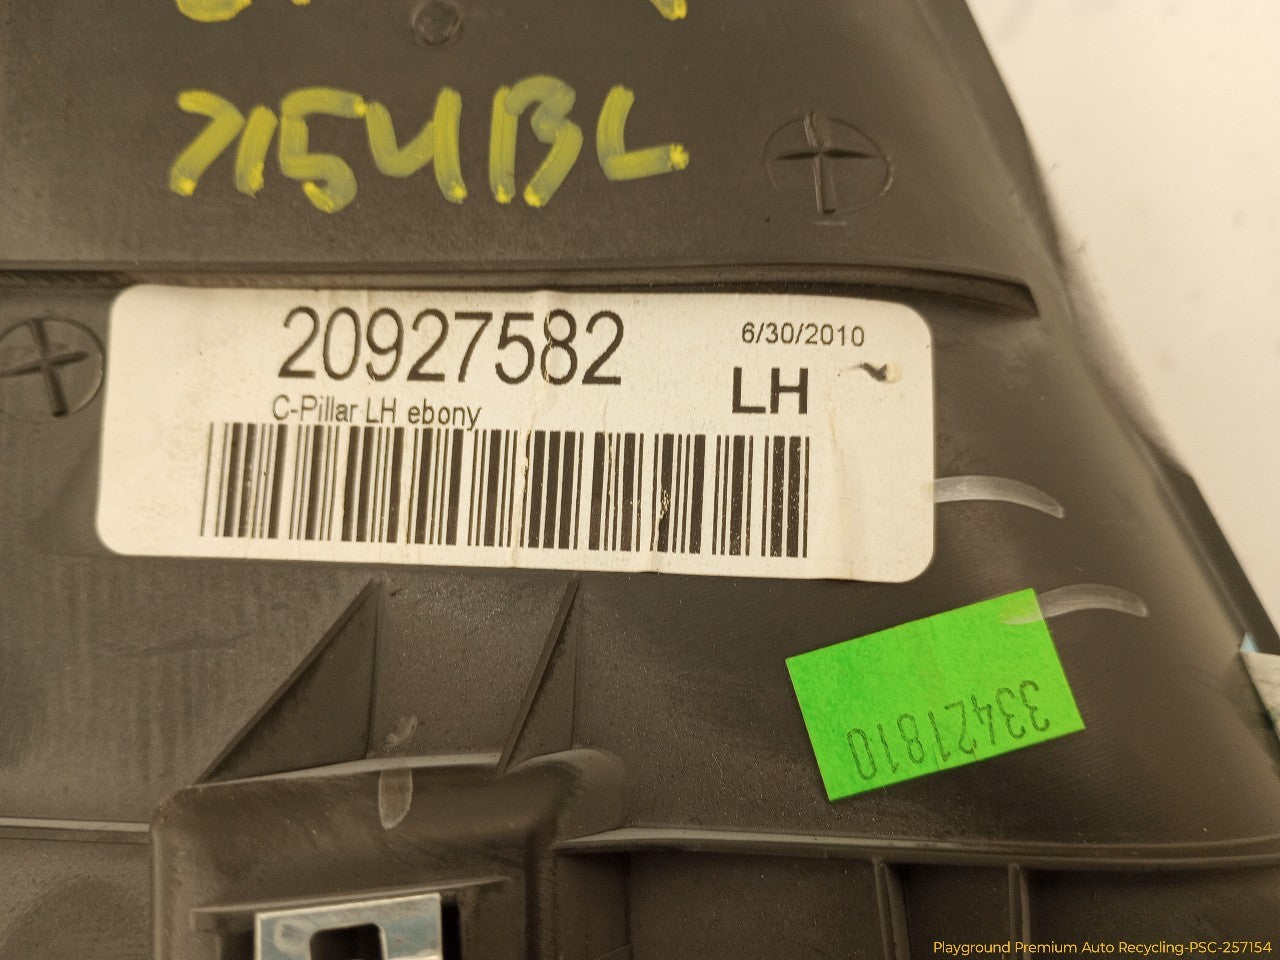 7154BL
20927582
6/30/2010
LH
C-Pillar LH ebony
33421810
Playground Premium Auto Recycling-PSC-257154